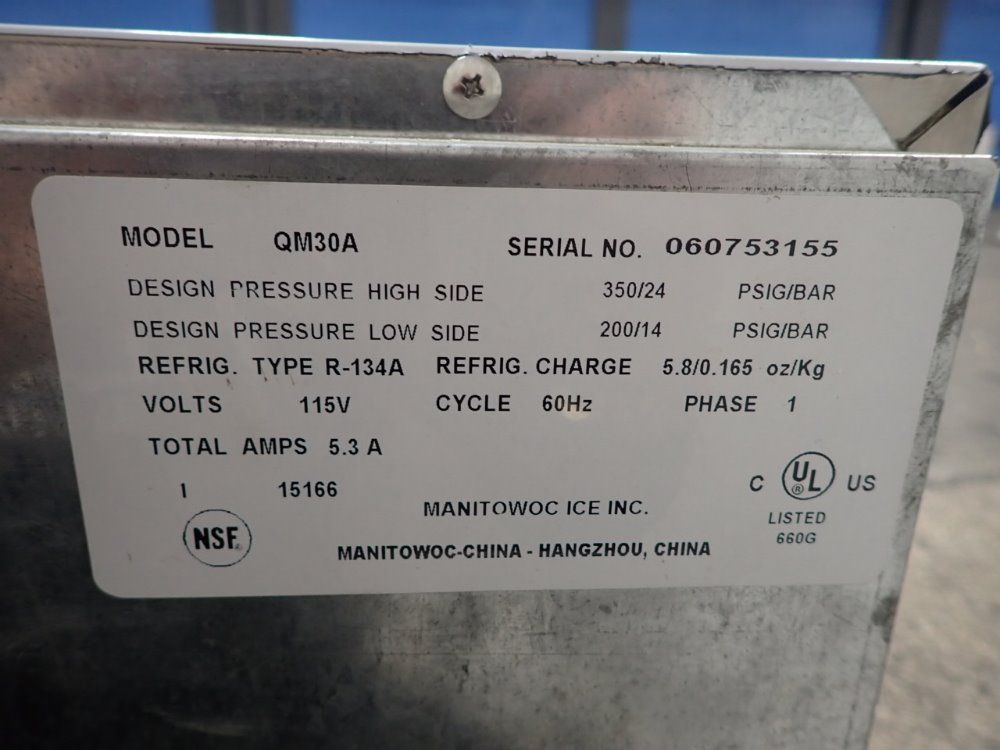 MODEL QM30A SERIAL NO. 060753155
DESIGN PRESSURE HIGH SIDE 350/24 PSIG/BAR
DESIGN PRESSURE LOW SIDE 200/14 PSIG/BAR
REFRIG. TYPE R-134A REFRIG. CHARGE 5.8/0.165 oz/Kg
VOLTS 115V CYCLE 60Hz PHASE 1
TOTAL AMPS 5.3 A
I 15166
C UL® US
MANITOWOC ICE INC.
LISTED
660G
NSF®
MANITOWOC-CHINA - HANGZHOU, CHINA